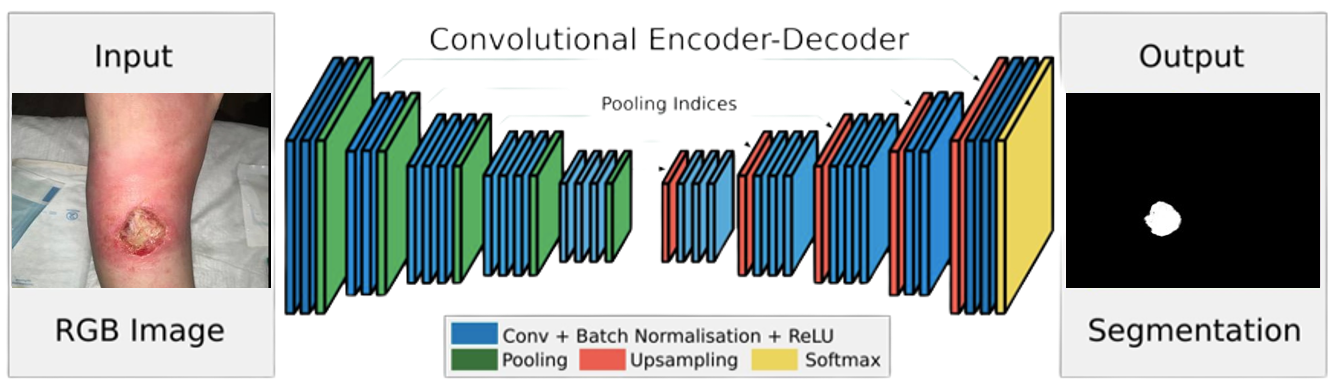 Input
Convolutional Encoder-Decoder
Output
Pooling Indices
RGB Image
Segmentation
Conv + Batch Normalisation + ReLU
Pooling
Upsampling
Softmax